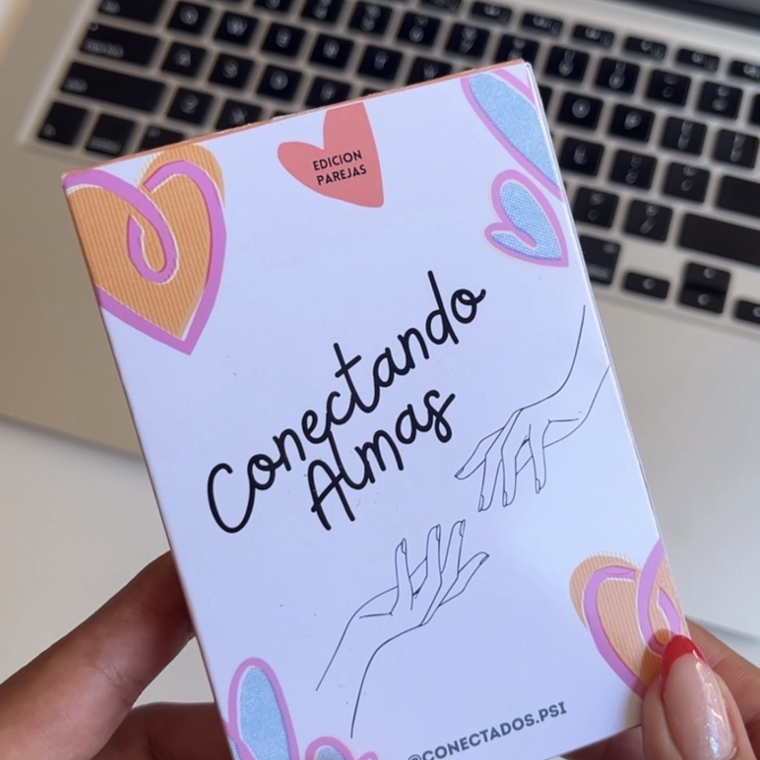 EDICION
PAREJAS
Conectando
Almas
@CONECTADOS.PSI